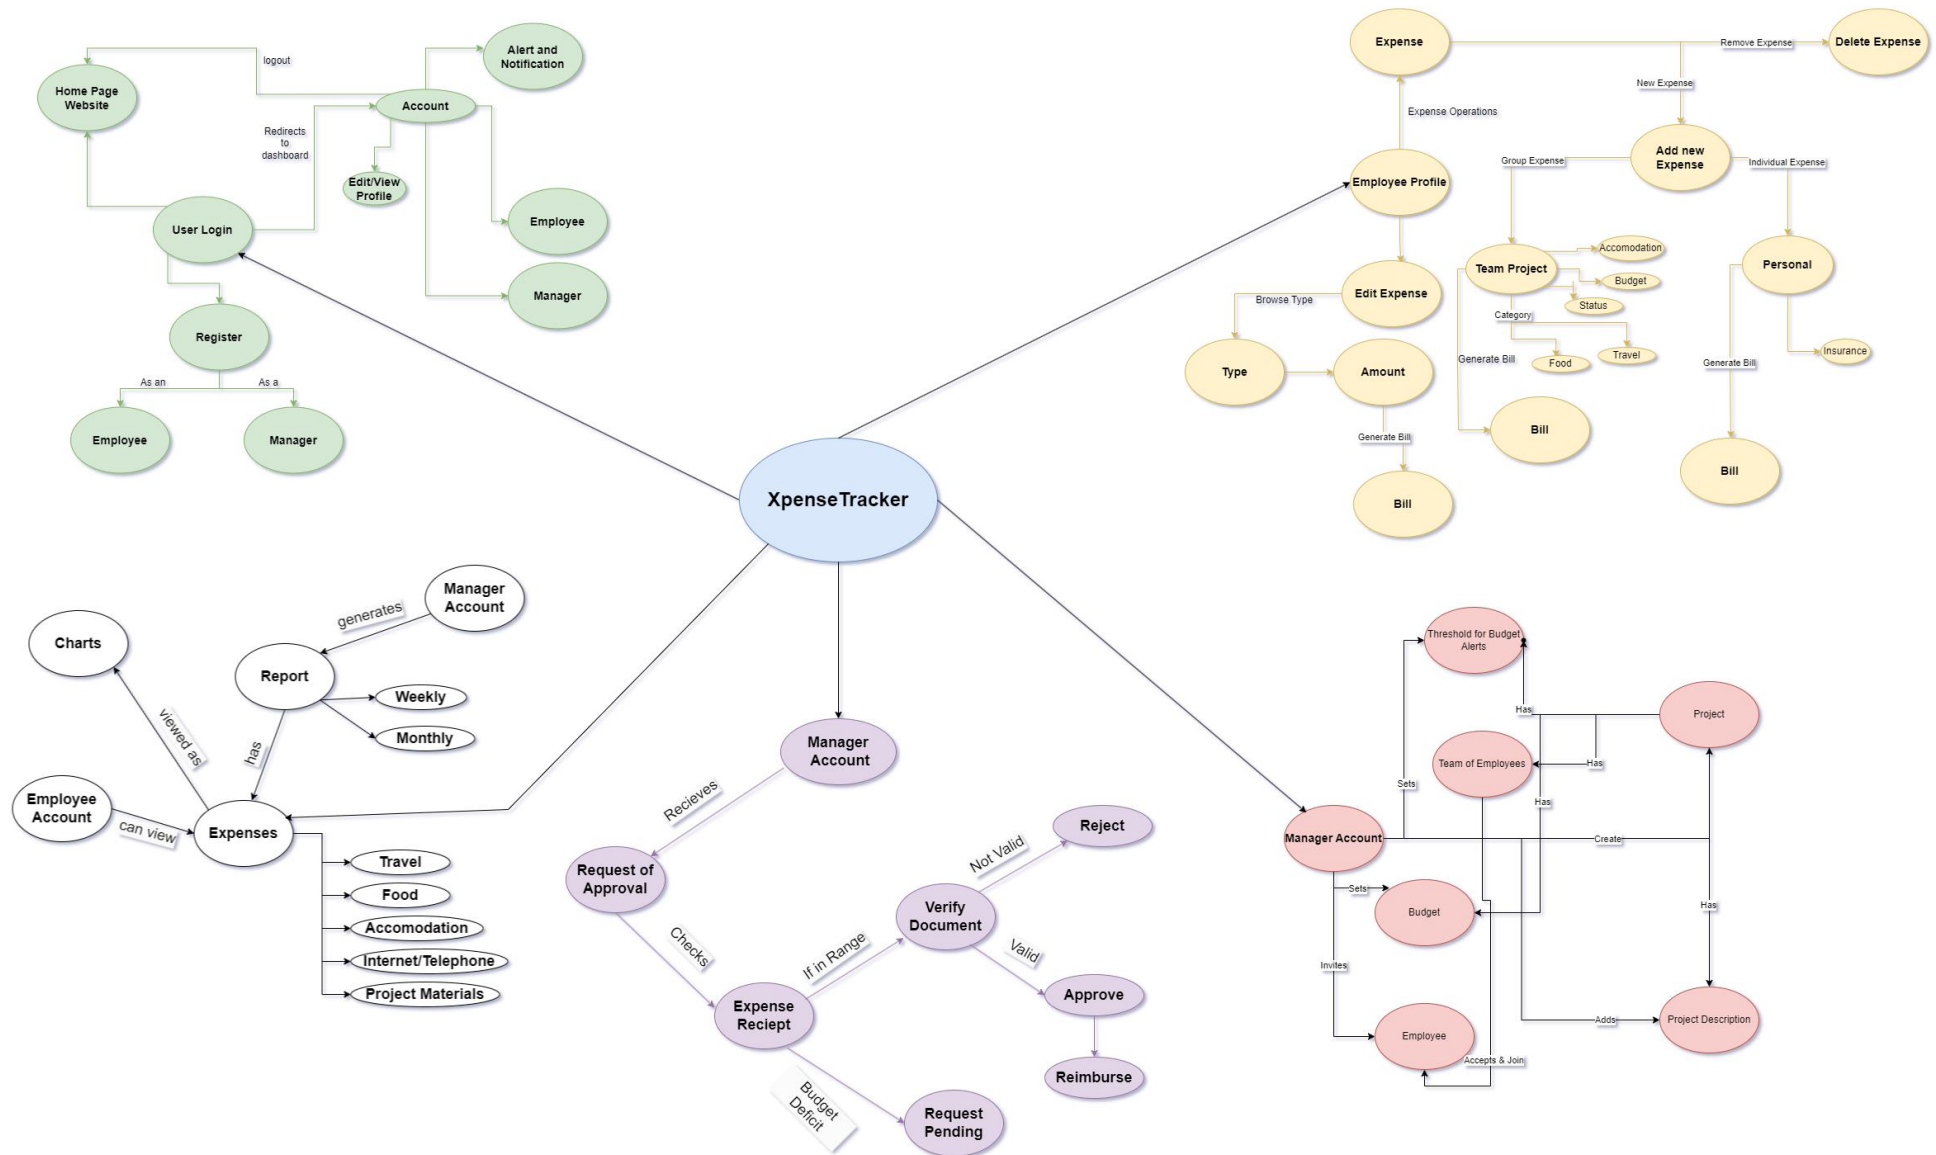 Alert and
Notification
logout
Home Page
Website
Account
Redirects
to
dashboard
Edit/View
Profile
User Login
Employee
Manager
Register
As an
As a
Employee
Manager
Expense
Remove Expense
Delete Expense
New Expense
Expense Operations
Add new
Expense
Group Expense
Individual Expense
Employee Profile
Team Project
Accomodation
Budget
Status
Category
Food
Travel
Generate Bill
Bill
Personal
Insurance
Generate Bill
Bill
Edit Expense
Browse Type
Type
Amount
Generate Bill
Bill
XpenseTracker
Manager
Account
generates
Charts
Report
Weekly
Monthly
viewed as
has
Employee
Account
can view
Expenses
Travel
Food
Accomodation
Internet/Telephone
Project Materials
Manager
Account
Recieves
Request of
Approval
Checks
Expense
Reciept
If in Range
Verify
Document
Not Valid
Reject
Valid
Approve
Reimburse
Budget
Deficit
Request
Pending
Threshold for Budget
Alerts
Has
Project
Team of Employees
Has
Sets
Has
Manager Account
Create
Sets
Budget
Has
Invites
Employee
Accepts & Join
Adds
Project Description